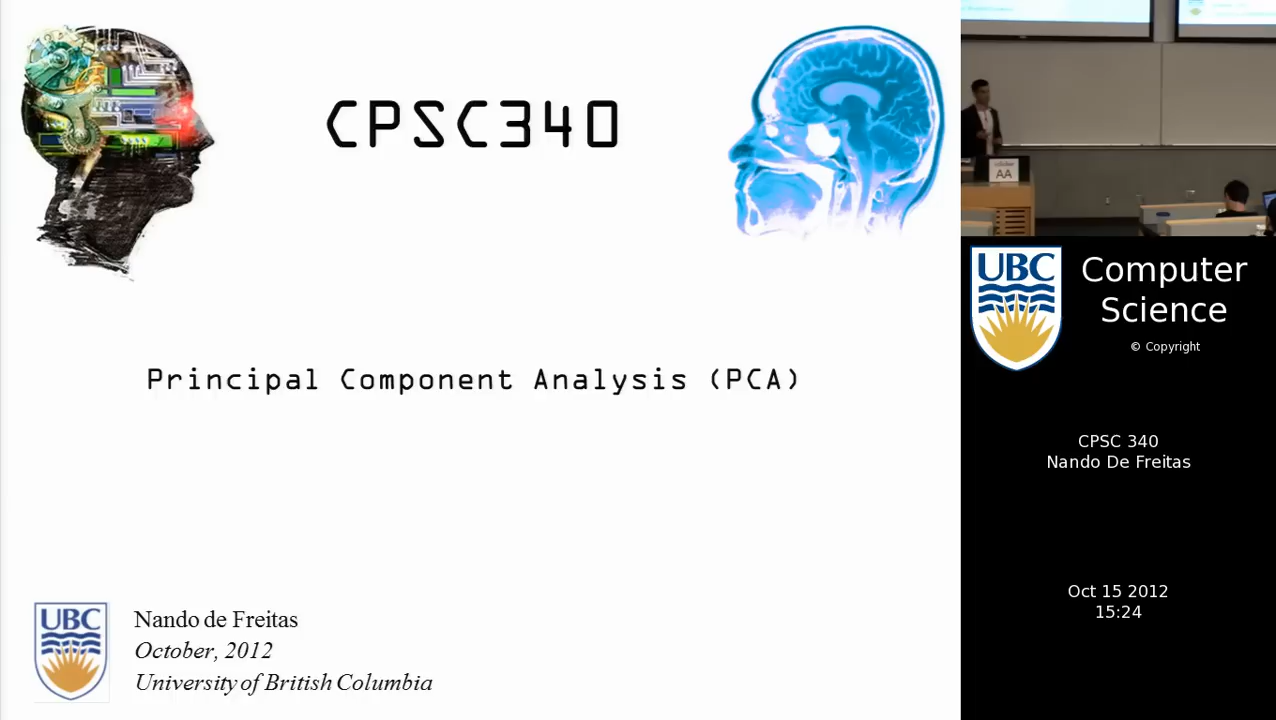 CPSC340
Principal Component Analysis (PCA)
UBC
Nando de Freitas
October, 2012
University of British Columbia
AA
UBC
Computer
Science
© Copyright
CPSC 340
Nando De Freitas
Oct 15 2012
15:24